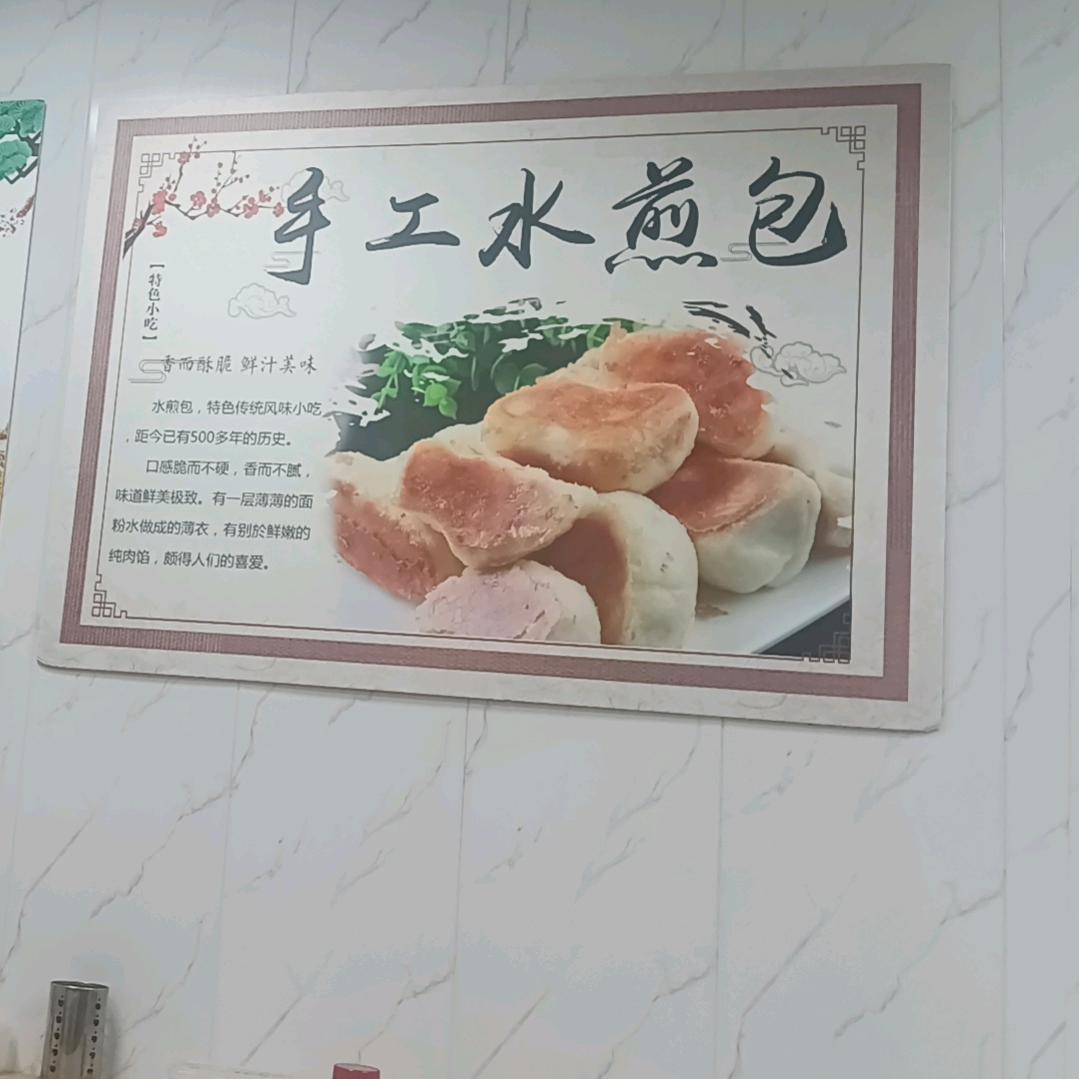 手工水煎包
【特色小吃】
香而酥脆 鲜汁美味
水煎包，特色传统风味小吃
，距今已有500多年的历史。
口感脆而不硬，香而不腻，
味道鲜美极致。有一层薄薄的面
粉水做成的薄衣，有别於鲜嫩的
纯肉馅，颇得人们的喜爱。